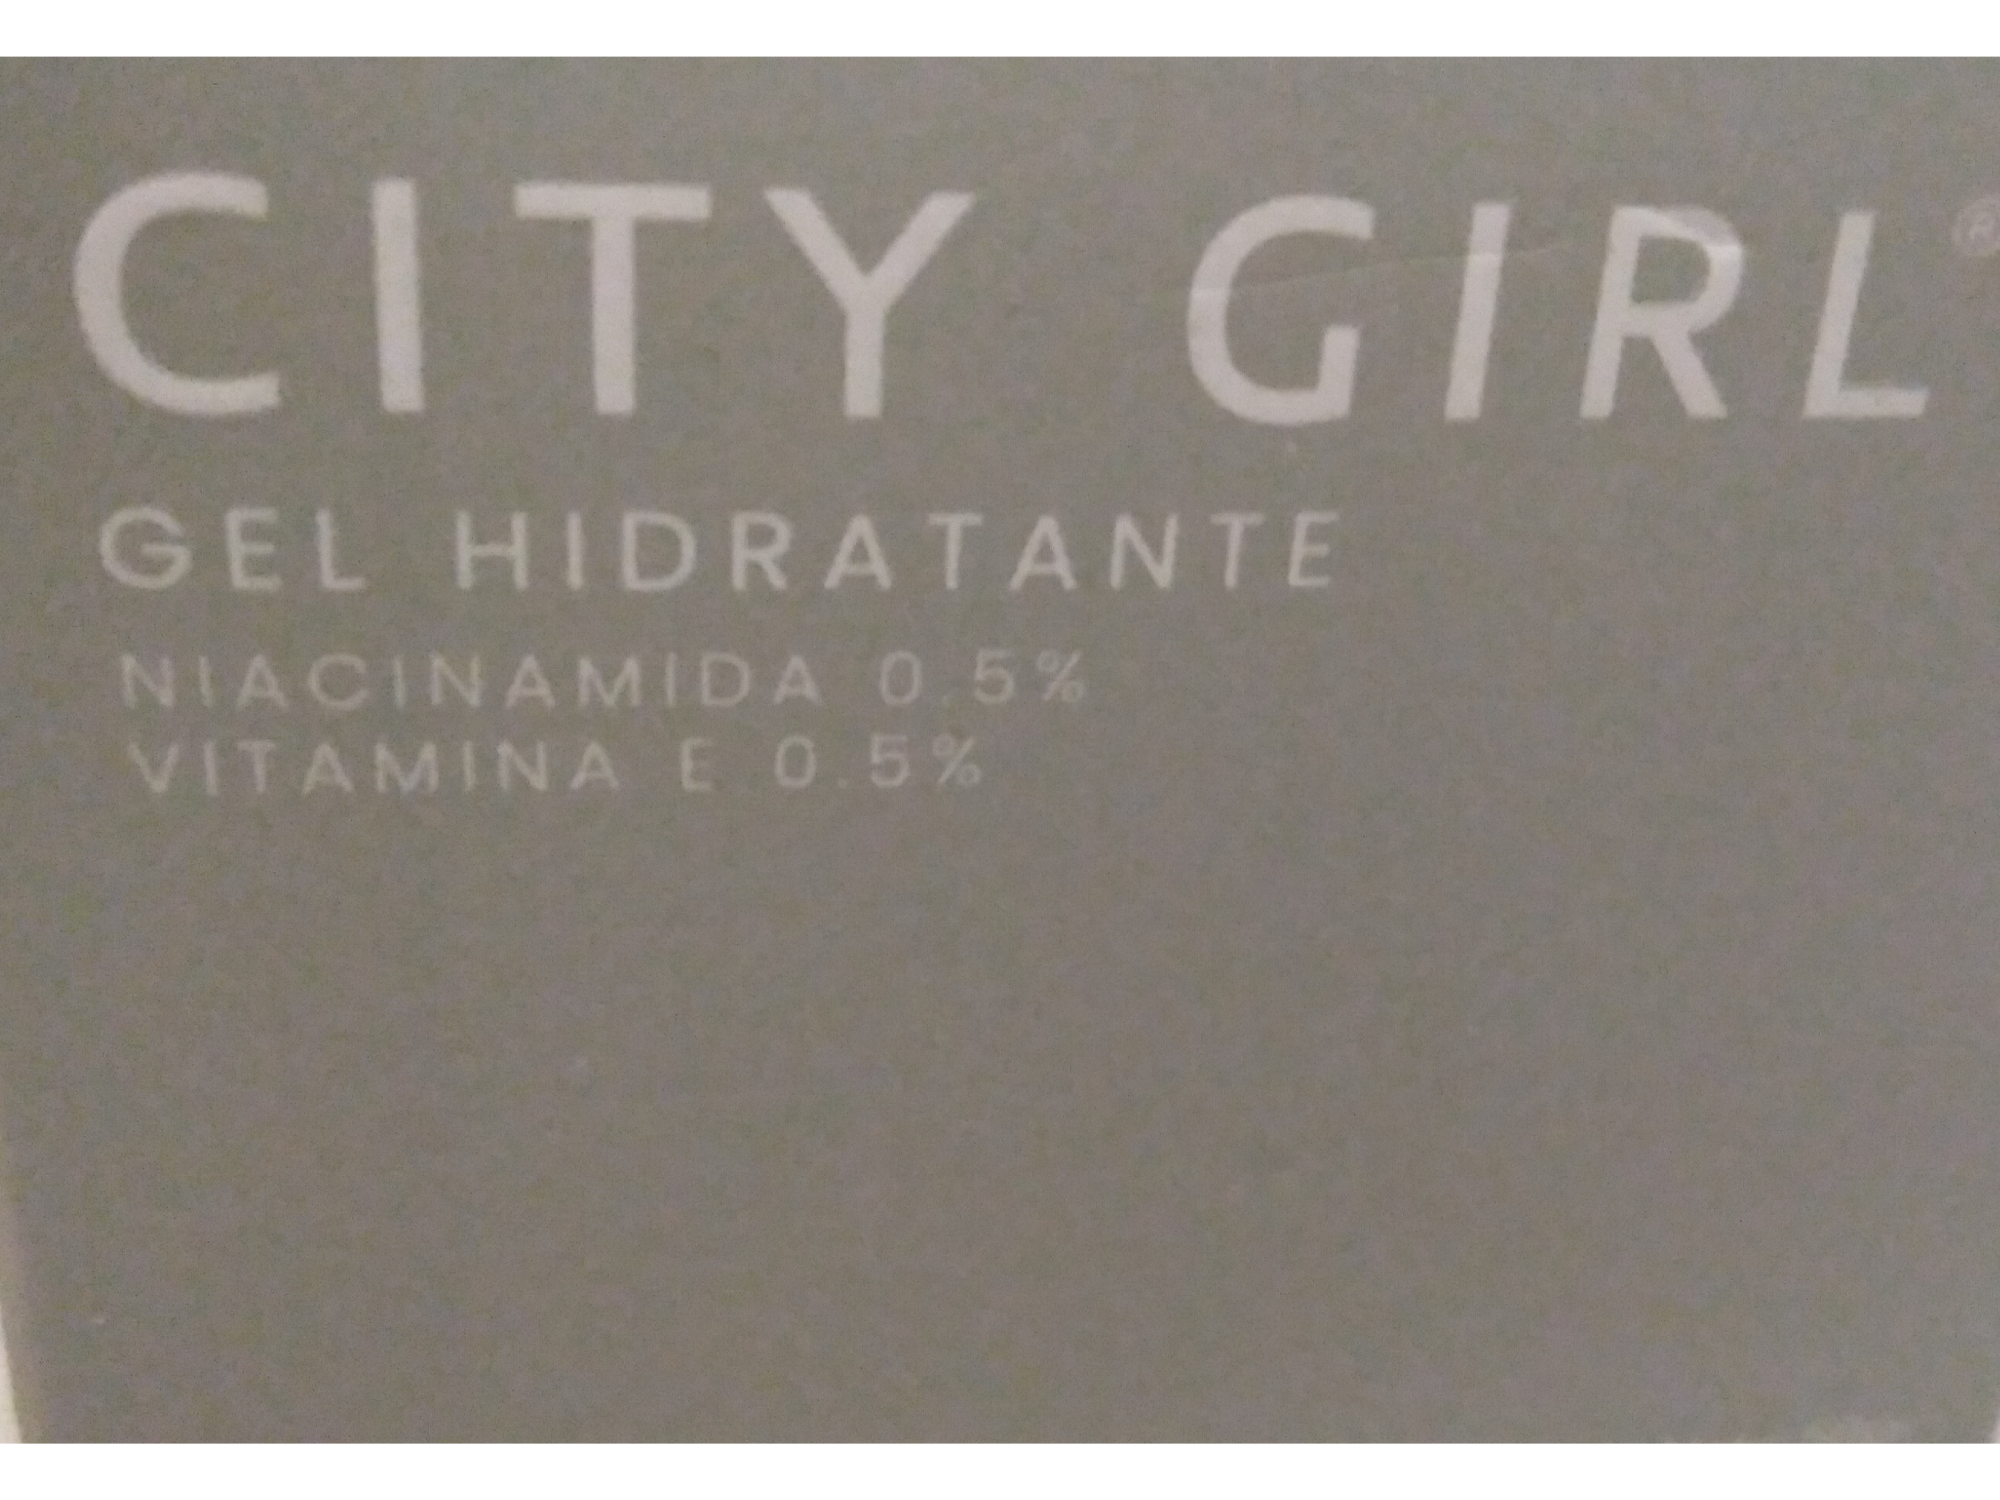 CITY GIRL®
GEL HIDRATANTE
NIACINAMIDA 0.5%
VITAMINA E 0.5%